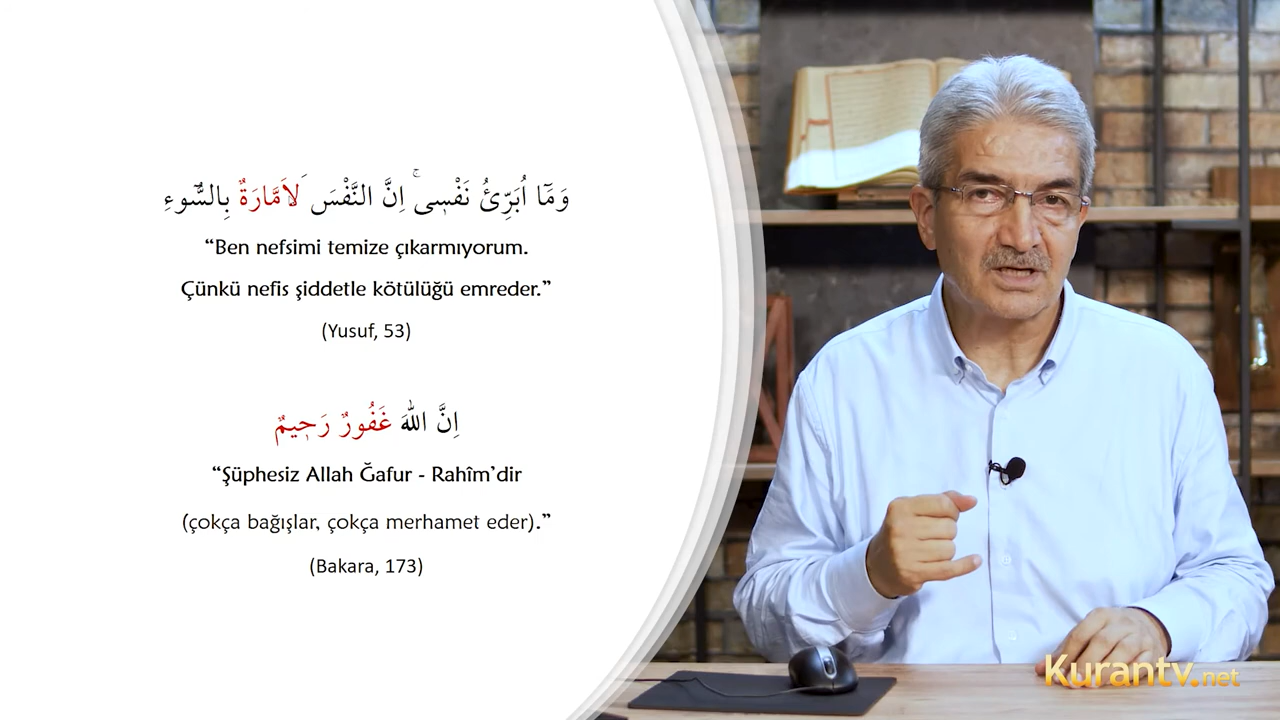 وَمَٓا اُبَرِّئُ نَفْسٖىۚ اِنَّ النَّفْسَ لَاَمَّارَةٌ بِالسُّٓوءِ
“Ben nefsimi temize çıkarmıyorum.
Çünkü nefis şiddetle kötülüğü emreder.”
(Yusuf, 53)
اِنَّ اللّٰهَ غَفُورٌ رَحٖيمٌ
“Şüphesiz Allah Ğafur - Rahîm’dir
(çokça bağışlar, çokça merhamet eder).”
(Bakara, 173)
Kurantv.net